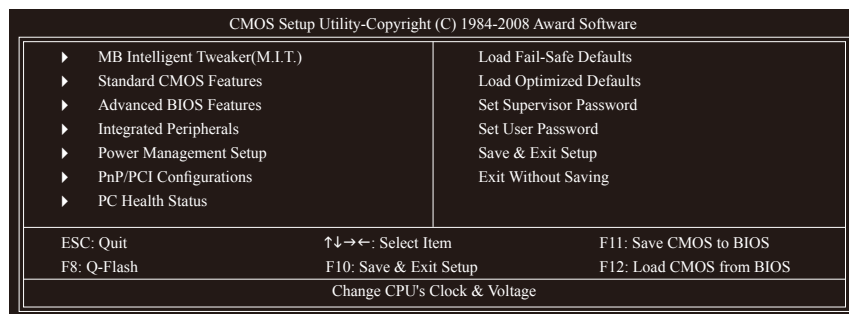 CMOS Setup Utility-Copyright (C) 1984-2008 Award Software
MB Intelligent Tweaker(M.I.T.)
Standard CMOS Features
Advanced BIOS Features
Integrated Peripherals
Power Management Setup
PnP/PCI Configurations
PC Health Status
Load Fail-Safe Defaults
Load Optimized Defaults
Set Supervisor Password
Set User Password
Save & Exit Setup
Exit Without Saving
ESC: Quit ↑↓→←: Select Item F11: Save CMOS to BIOS
F8: Q-Flash F10: Save & Exit Setup F12: Load CMOS from BIOS
Change CPU's Clock & Voltage